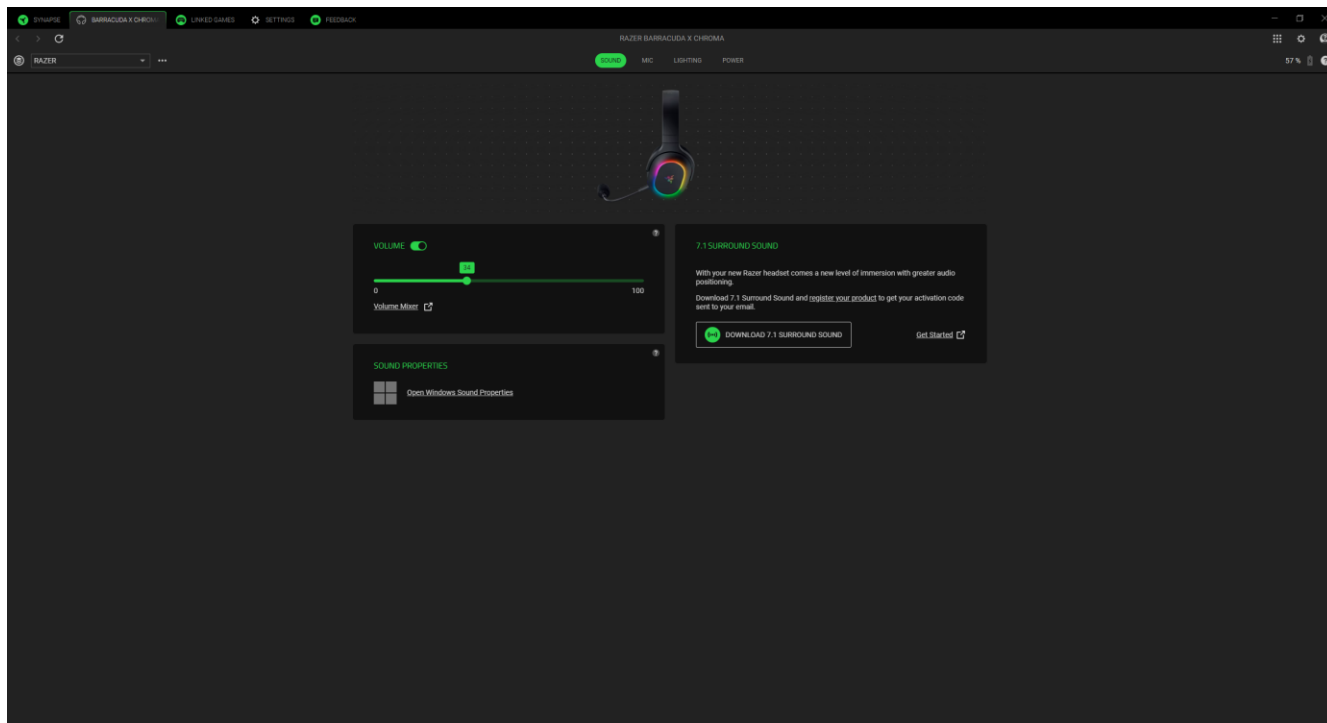 SYNAPSE
BARRACUDA X CHROM
LINKED GAMES
SETTINGS
FEEDBACK
RAZER BARRACUDA X CHROMA
RAZER
SOUND
MIC
LIGHTING
POWER
57 %
VOLUME
34
0
100
Volume Mixer
SOUND PROPERTIES
Open Windows Sound Properties
7.1 SURROUND SOUND
With your new Razer headset comes a new level of immersion with greater audio
positioning.
Download 7.1 Surround Sound and register your product to get your activation code
sent to your email.
DOWNLOAD 7.1 SURROUND SOUND
Get Started